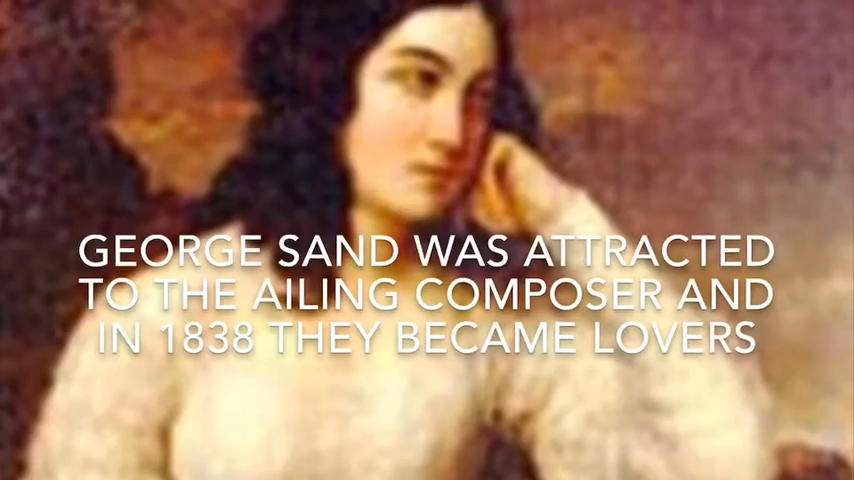 GEORGE SAND WAS ATTRACTED
TO THE AILING COMPOSER AND
IN 1838 THEY BECAME LOVERS